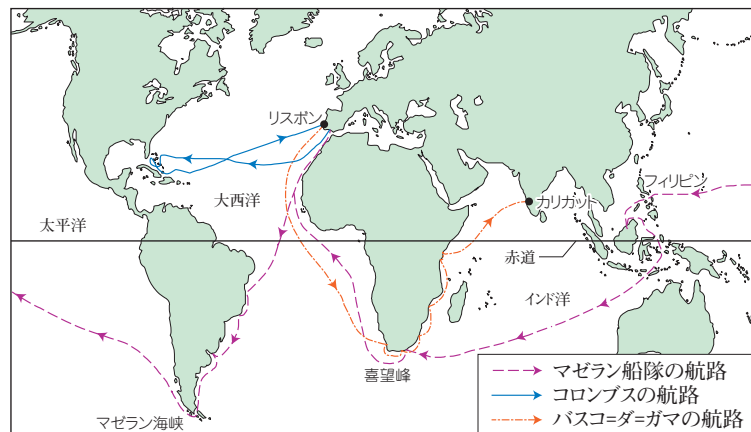 リスボン
大西洋
太平洋
カリカット
フィリピン
赤道
インド洋
喜望峰
マゼラン海峡
マゼラン船隊の航路
コロンブスの航路
バスコ=ダ=ガマの航路